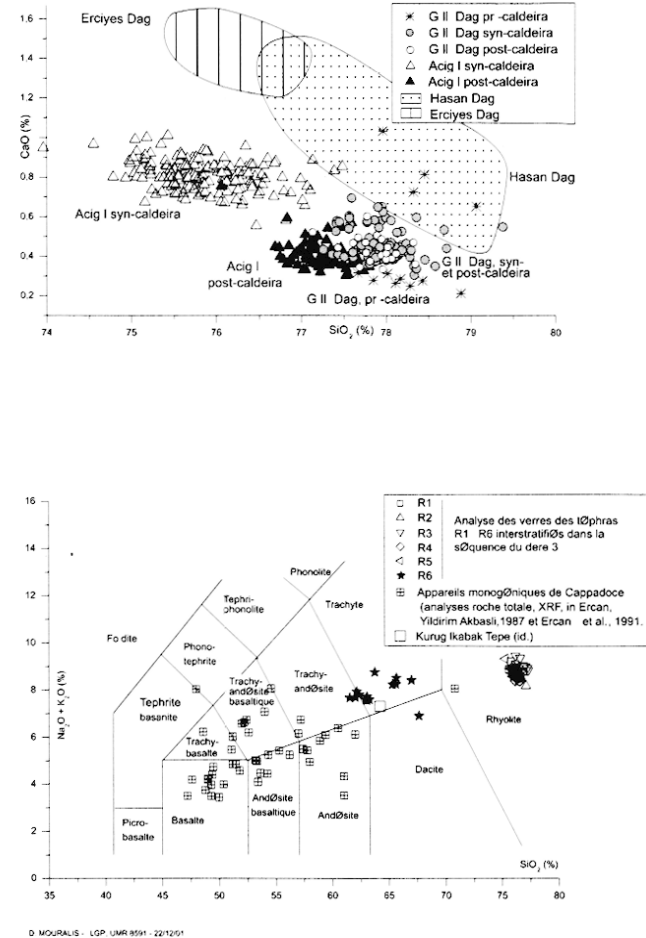 1.6
1.4
1.2
1.0
0.8
0.6
0.4
0.2
CaO (%)
74
75
76
77
78
79
80
SiO₂ (%)
Erciyes Dag
Hasan Dag
Acig l syn-caldeira
Acig l
post-caldeira
G ll Dag, syn-
et post-caldeira
G ll Dag, pr -caldeira
G ll Dag pr -caldeira
G ll Dag syn-caldeira
G ll Dag post-caldeira
Acig l syn-caldeira
Acig l post-caldeira
Hasan Dag
Erciyes Dag
16
14
12
10
8
6
4
2
0
Na₂O + K₂O (%)
35
40
45
50
55
60
65
70
75
80
SiO₂ (%)
Fo dite
Phonolite
Tephri-
phonolite
Trachyte
Phono-
tephrite
Tephrite
basanite
Trachy-
andØsite
basaltique
Trachy-
andØsite
Trachy-
basalte
Rhyolite
Dacite
Picro-
basalte
Basalte
AndØsite
basaltique
AndØsite
R1
R2
R3
R4
R5
R6
Analyse des verres des tØphras
R1 R6 interstratifiØs dans la
sØquence du dere 3
Appareils monogØniques de Cappadoce
(analyses roche totale, XRF, in Ercan,
Yildirim Akbasli,1987 et Ercan et al., 1991.
Kurug Ikabak Tepe (id.)
D. MOURALIS - LGP, UMR 8591 - 22/12/01